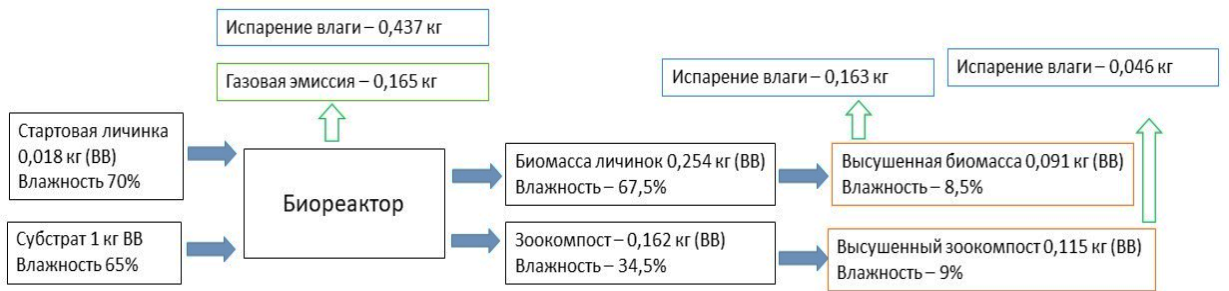 Испарение влаги – 0,437 кг
Газовая эмиссия – 0,165 кг
Испарение влаги – 0,163 кг
Испарение влаги – 0,046 кг
Стартовая личинка
0,018 кг (ВВ)
Влажность 70%
Субстрат 1 кг ВВ
Влажность 65%
Биореактор
Биомасса личинок 0,254 кг (ВВ)
Влажность – 67,5%
Зоокомпост – 0,162 кг (ВВ)
Влажность – 34,5%
Высушенная биомасса 0,091 кг (ВВ)
Влажность – 8,5%
Высушенный зоокомпост 0,115 кг (ВВ)
Влажность – 9%